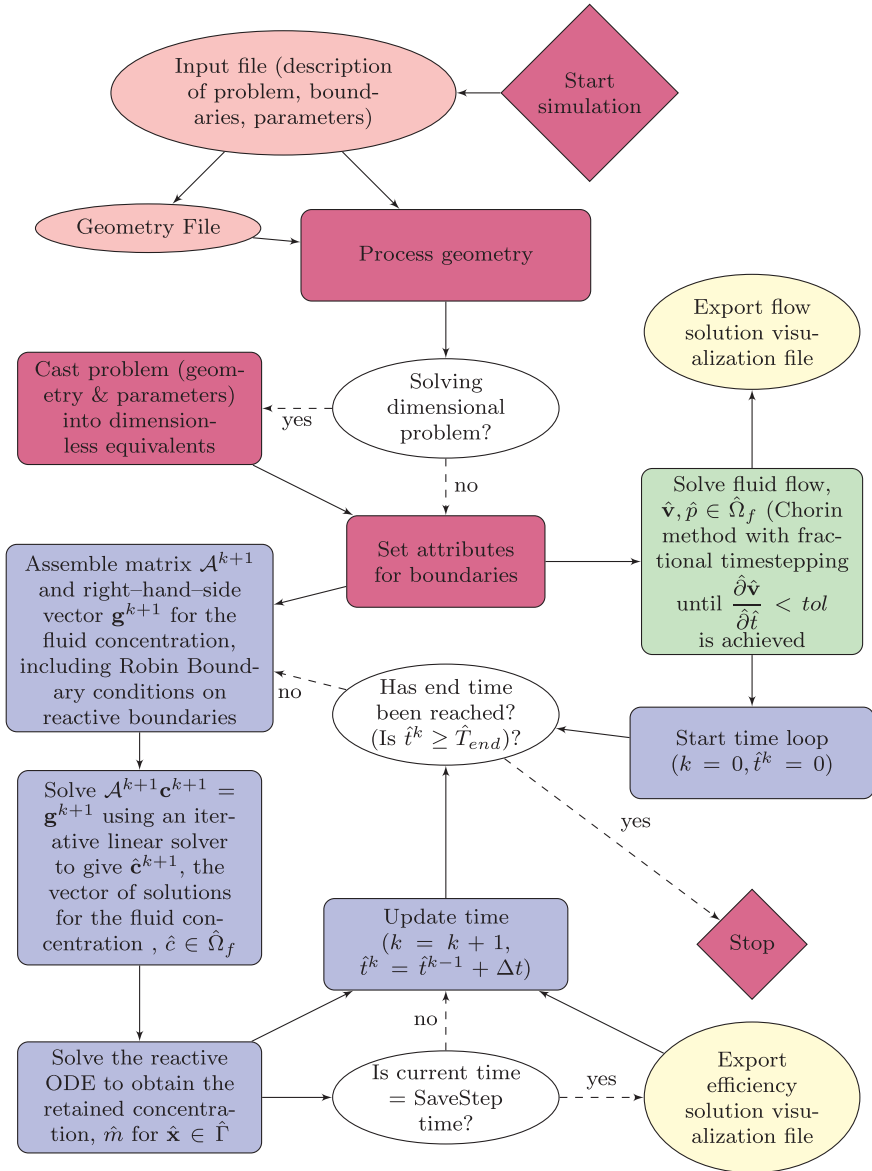 Input file (description
of problem, bound-
aries, parameters)
Start
simulation
Geometry File
Process geometry
Export flow
solution visu-
alization file
Cast problem (geom-
etry & parameters)
into dimension-
less equivalents
yes
Solving
dimensional
problem?
no
Solve fluid flow,
v̂, p̂ ∈ Ω̂_f (Chorin
method with frac-
tional timestepping
until ∂̂v̂/∂̂t̂ < tol
is achieved
Set attributes
for boundaries
Assemble matrix 𝒜^{k+1}
and right–hand–side
vector g^{k+1} for the
fluid concentration,
including Robin Bound-
ary conditions on
reactive boundaries
no
Has end time
been reached?
(Is t̂^k ≥ T̂_{end})?
Start time loop
(k = 0, t̂^k = 0)
yes
Solve 𝒜^{k+1}c^{k+1} =
g^{k+1} using an iter-
ative linear solver
to give ĉ^{k+1}, the
vector of solutions
for the fluid con-
centration , ĉ ∈ Ω̂_f
Update time
(k = k + 1,
t̂^k = t̂^{k−1} + Δt)
Stop
no
Solve the reactive
ODE to obtain the
retained concentra-
tion, m̂ for x̂ ∈ Γ̂
Is current time
= SaveStep
time?
yes
Export
efficiency
solution visu-
alization file